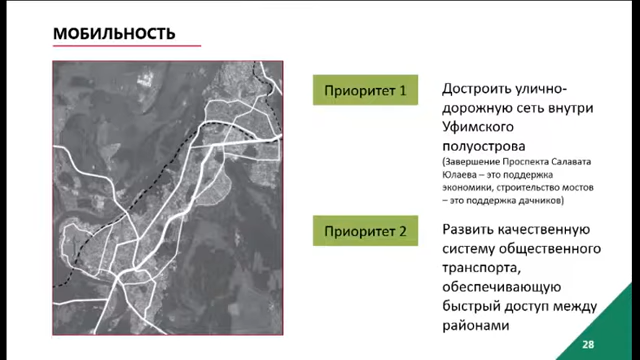 МОБИЛЬНОСТЬ
Приоритет 1
Достроить улично-
дорожную сеть внутри
Уфимского
полуострова
(Завершение Проспекта Салавата
Юлаева – это поддержка
экономики, строительство мостов
– это поддержка дачников)
Приоритет 2
Развить качественную
систему общественного
транспорта,
обеспечивающую
быстрый доступ между
районами
28